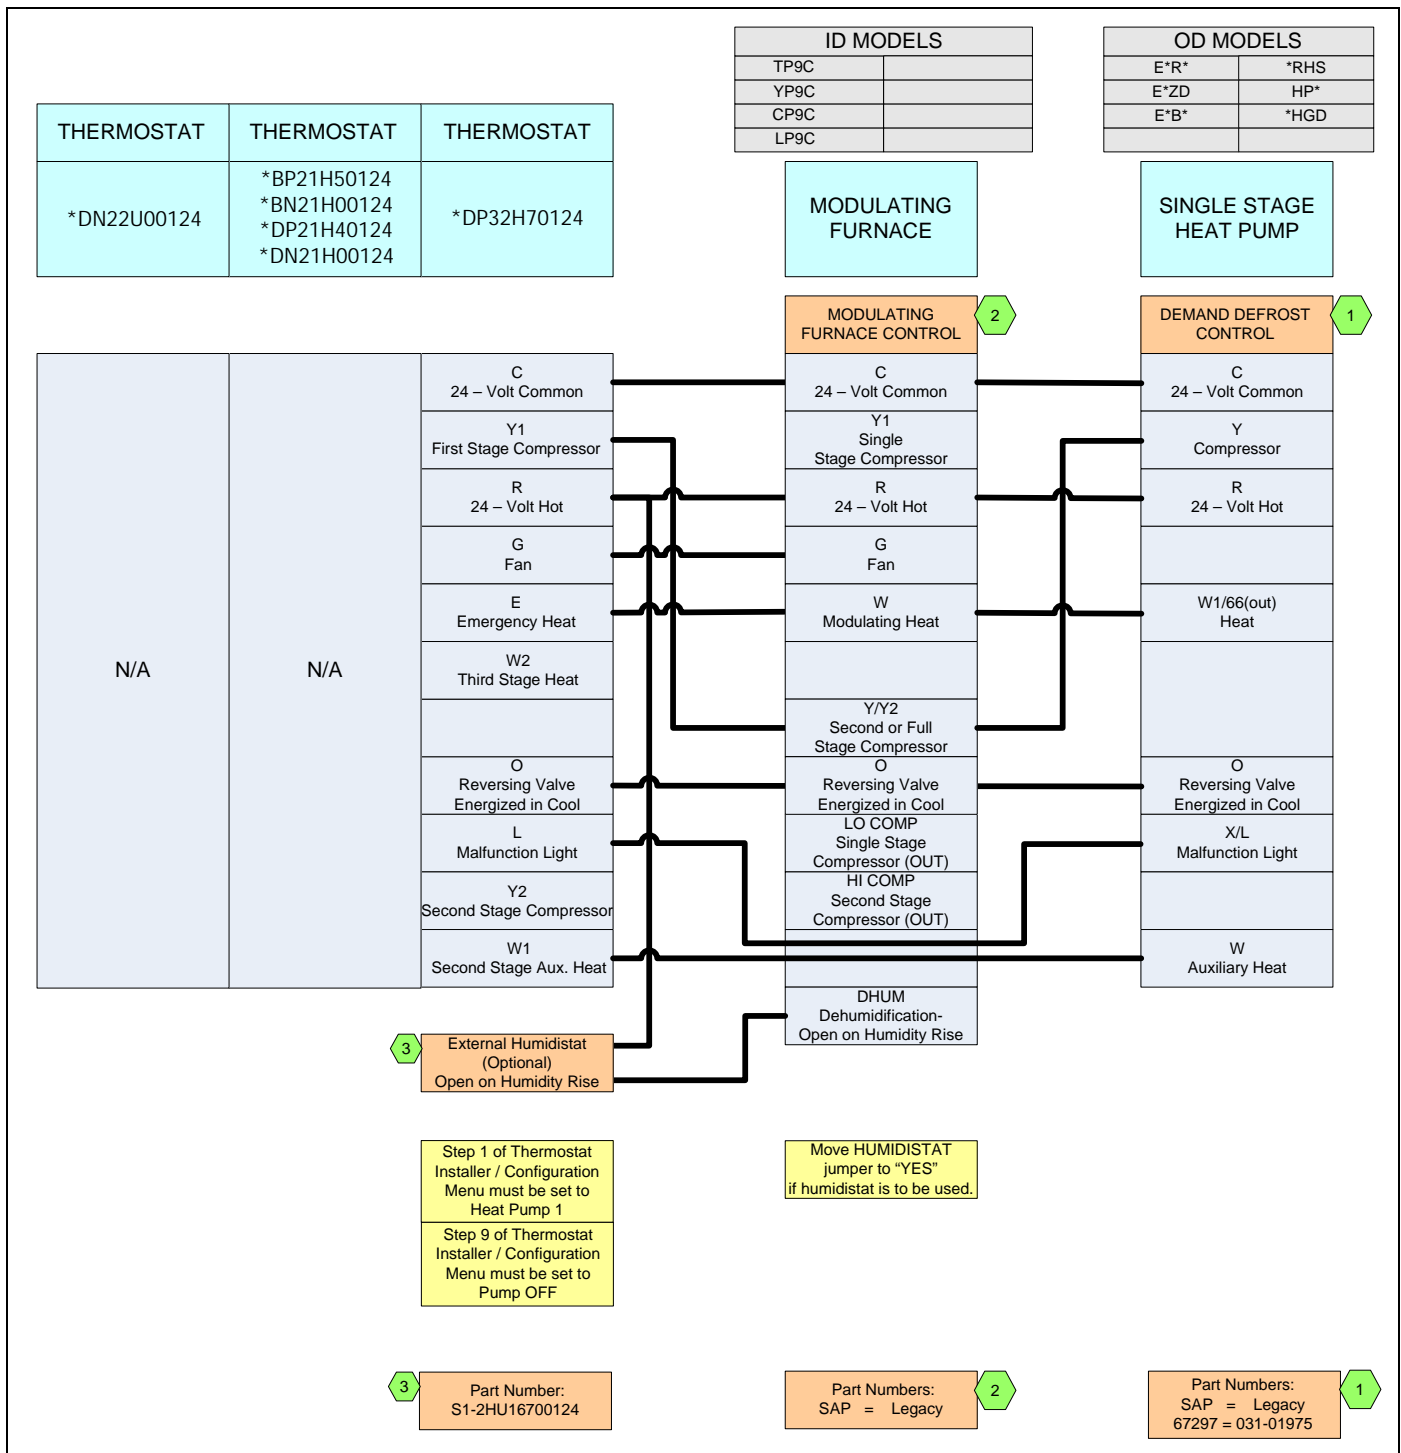 ID MODELS
TP9C
YP9C
CP9C
LP9C
OD MODELS
E*R* *RHS
E*ZD HP*
E*B* *HGD
THERMOSTAT
THERMOSTAT
THERMOSTAT
*DN22U00124
*BP21H50124
*BN21H00124
*DP21H40124
*DN21H00124
*DP32H70124
MODULATING
FURNACE
SINGLE STAGE
HEAT PUMP
MODULATING
FURNACE CONTROL
2
DEMAND DEFROST
CONTROL
1
N/A
N/A
C
24 – Volt Common
Y1
First Stage Compressor
R
24 – Volt Hot
G
Fan
E
Emergency Heat
W2
Third Stage Heat
O
Reversing Valve
Energized in Cool
L
Malfunction Light
Y2
Second Stage Compressor
W1
Second Stage Aux. Heat
C
24 – Volt Common
Y1
Single
Stage Compressor
R
24 – Volt Hot
G
Fan
W
Modulating Heat
Y/Y2
Second or Full
Stage Compressor
O
Reversing Valve
Energized in Cool
LO COMP
Single Stage
Compressor (OUT)
HI COMP
Second Stage
Compressor (OUT)
DHUM
Dehumidification-
Open on Humidity Rise
C
24 – Volt Common
Y
Compressor
R
24 – Volt Hot
W1/66(out)
Heat
O
Reversing Valve
Energized in Cool
X/L
Malfunction Light
W
Auxiliary Heat
3
External Humidistat
(Optional)
Open on Humidity Rise
Step 1 of Thermostat
Installer / Configuration
Menu must be set to
Heat Pump 1
Step 9 of Thermostat
Installer / Configuration
Menu must be set to
Pump OFF
Move HUMIDISTAT
jumper to “YES”
if humidistat is to be used.
3
Part Number:
S1-2HU16700124
Part Numbers:
SAP = Legacy
2
Part Numbers:
SAP = Legacy
67297 = 031-01975
1